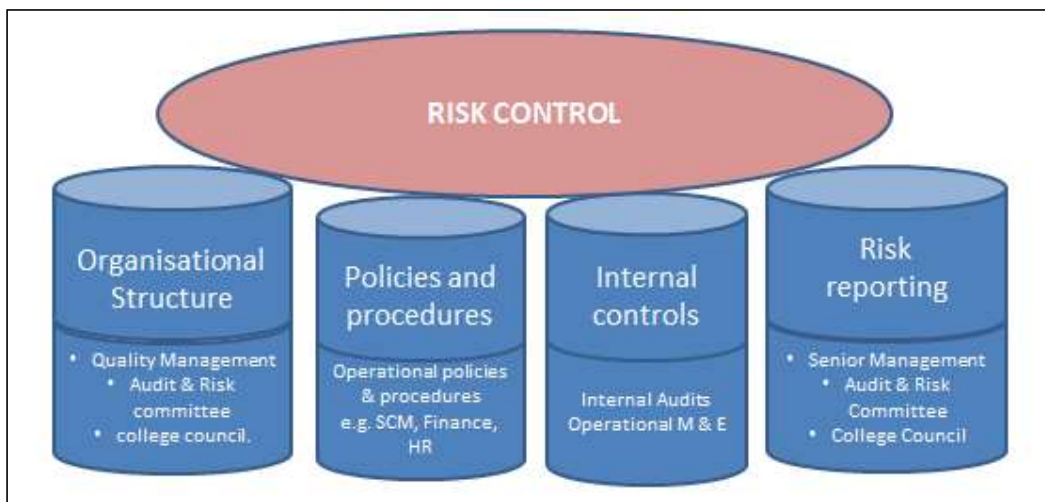 RISK CONTROL
Organisational
Structure
• Quality Management
• Audit & Risk
committee
• college council.
Policies and
procedures
Operational policies
& procedures
e.g. SCM, Finance,
HR
Internal
controls
Internal Audits
Operational M & E
Risk
reporting
• Senior Management
• Audit & Risk
Committee
• College Council